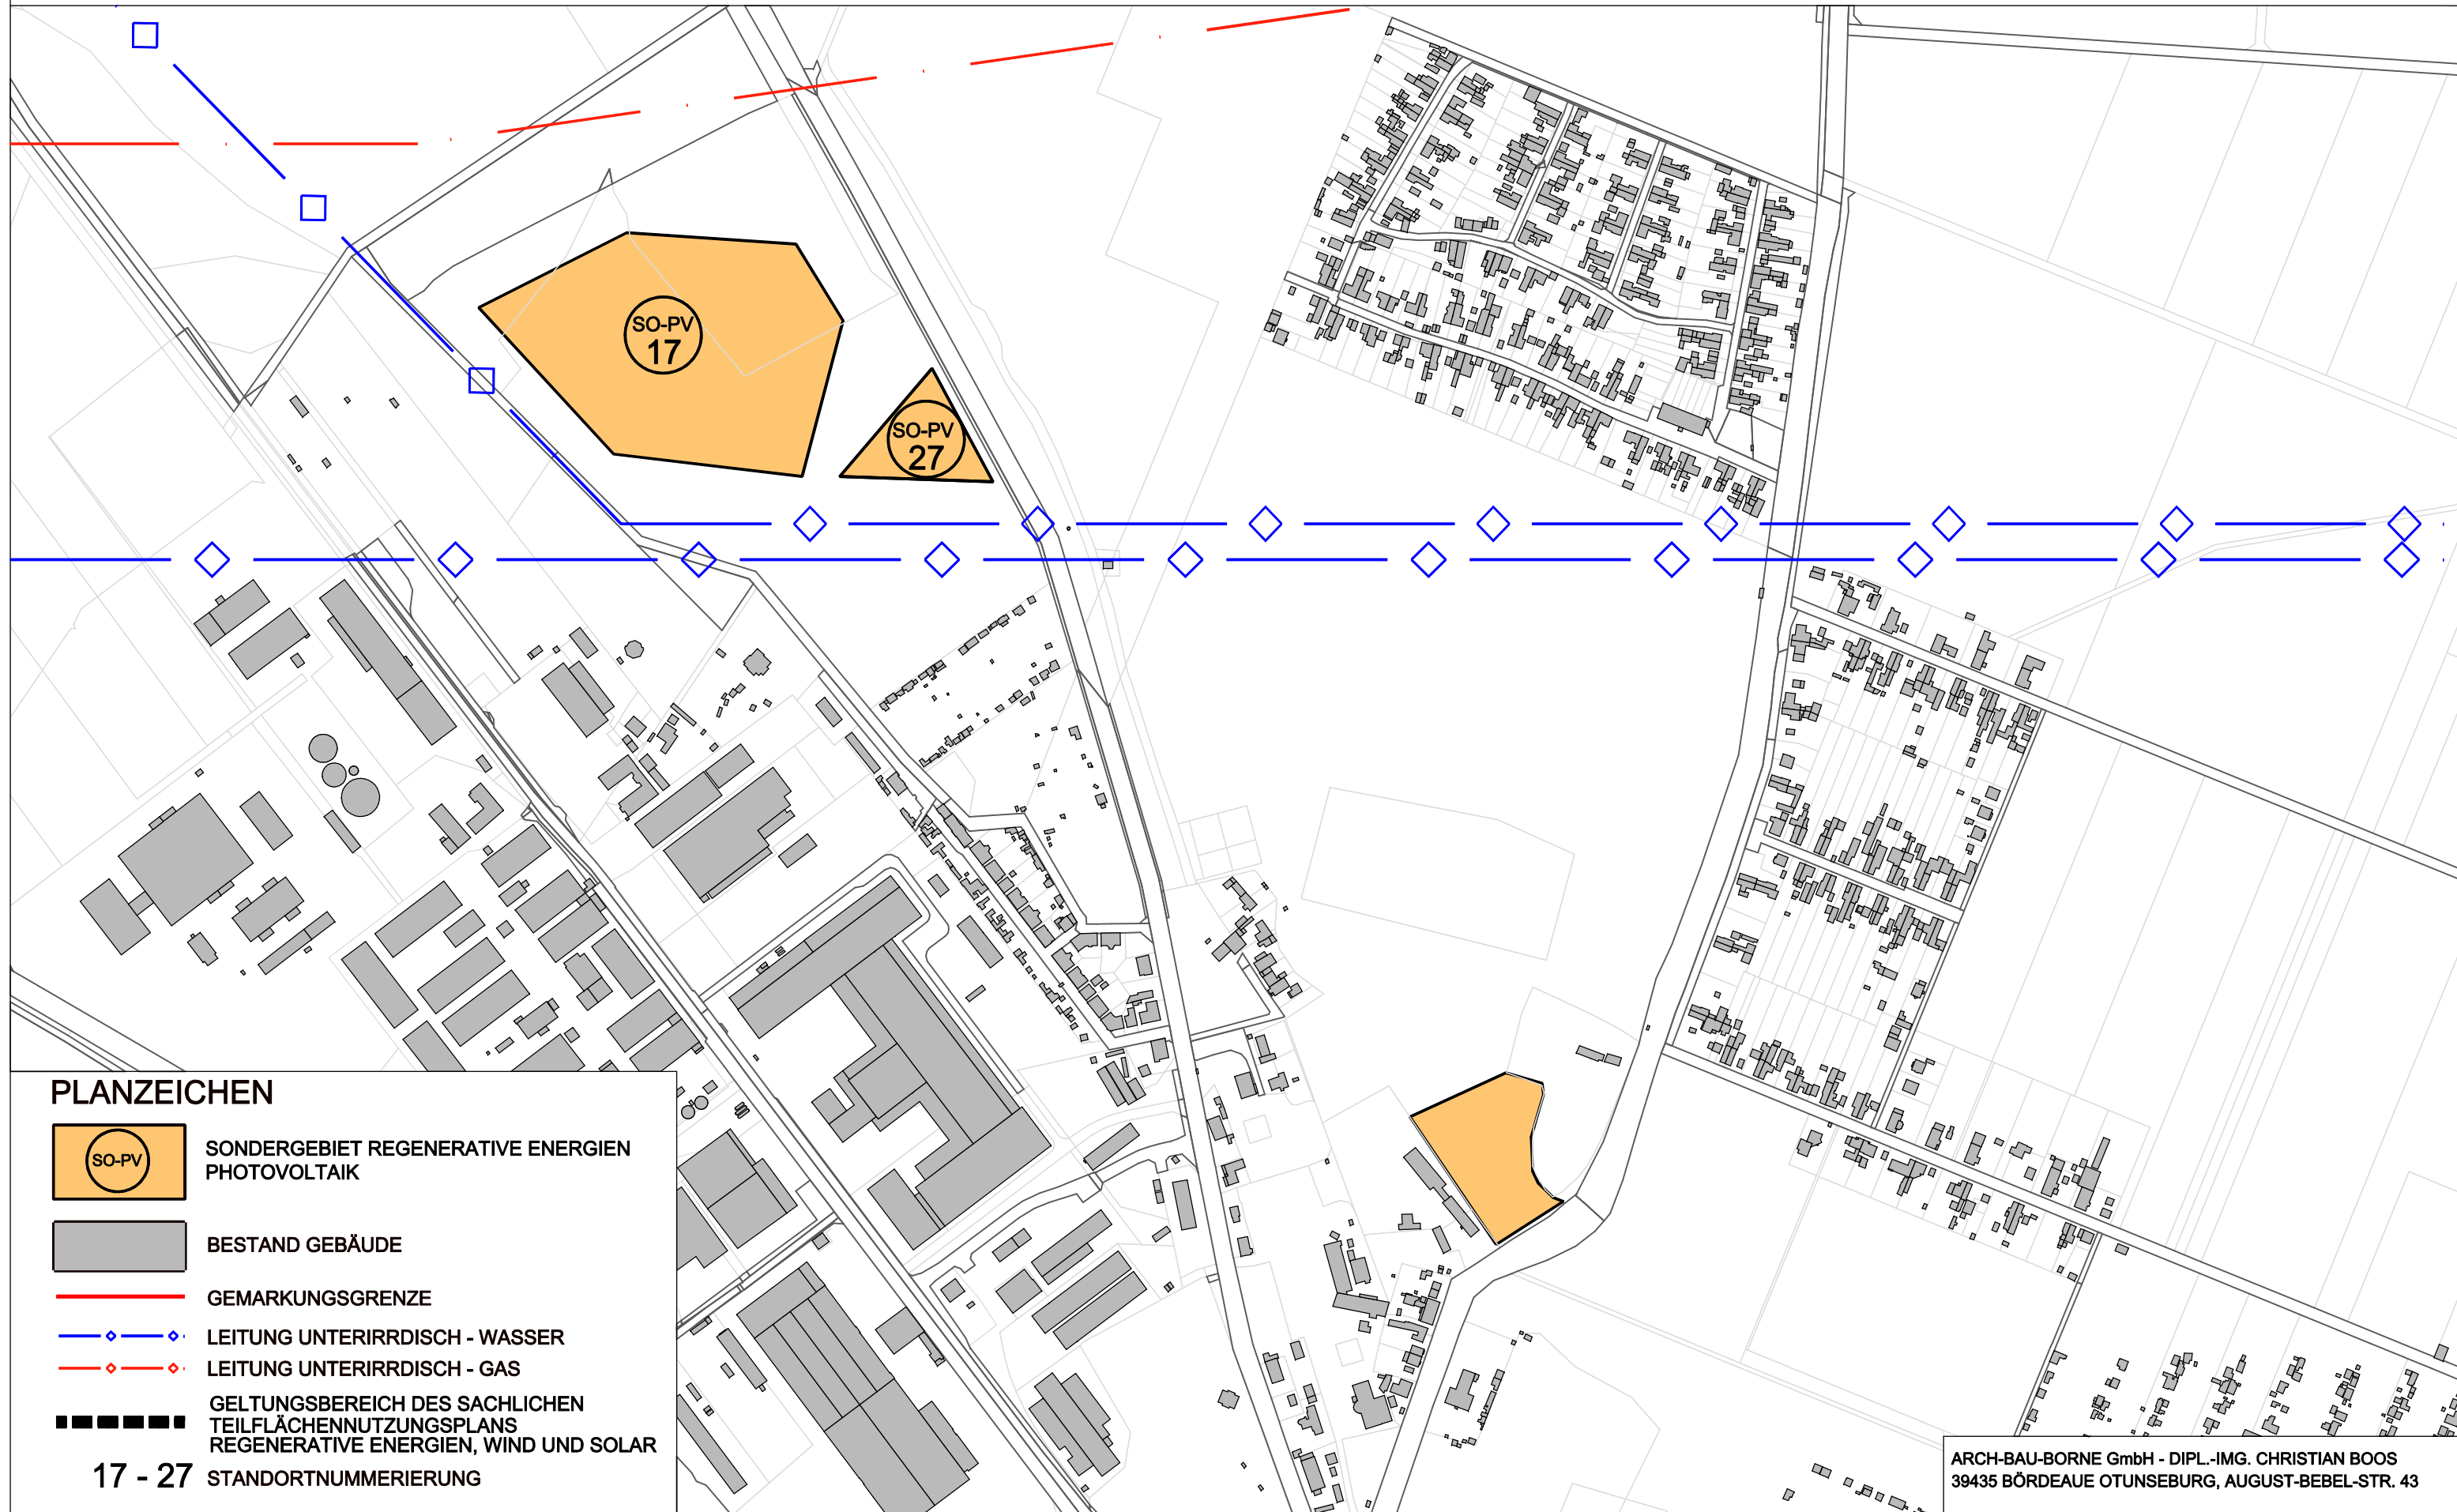 SO-PV
17
SO-PV
27
PLANZEICHEN
SO-PV
SONDERGEBIET REGENERATIVE ENERGIEN
PHOTOVOLTAIK
BESTAND GEBÄUDE
GEMARKUNGSGRENZE
LEITUNG UNTERIRRDISCH - WASSER
LEITUNG UNTERIRRDISCH - GAS
GELTUNGSBEREICH DES SACHLICHEN
TEILFLÄCHENNUTZUNGSPLANS
REGENERATIVE ENERGIEN, WIND UND SOLAR
17 - 27 STANDORTNUMMERIERUNG
ARCH-BAU-BORNE GmbH - DIPL.-IMG. CHRISTIAN BOOS
39435 BÖRDEAUE OTUNSEBURG, AUGUST-BEBEL-STR. 43